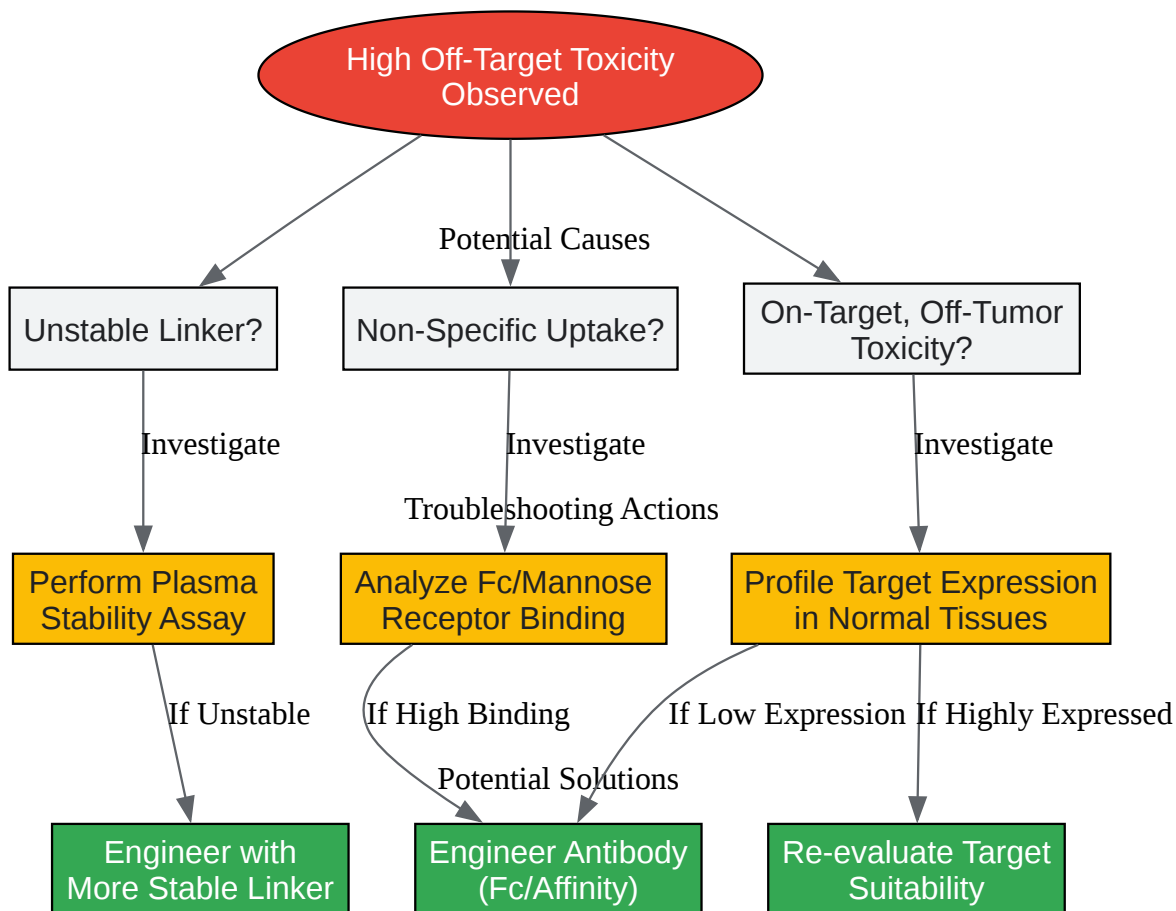 High Off-Target Toxicity
Observed
Potential Causes
Unstable Linker?
Non-Specific Uptake?
On-Target, Off-Tumor
Toxicity?
Investigate
Investigate
Investigate
Troubleshooting Actions
Perform Plasma
Stability Assay
Analyze Fc/Mannose
Receptor Binding
Profile Target Expression
in Normal Tissues
If Unstable
If High Binding
If Low Expression
If Highly Expressed
Potential Solutions
Engineer with
More Stable Linker
Engineer Antibody
(Fc/Affinity)
Re-evaluate Target
Suitability